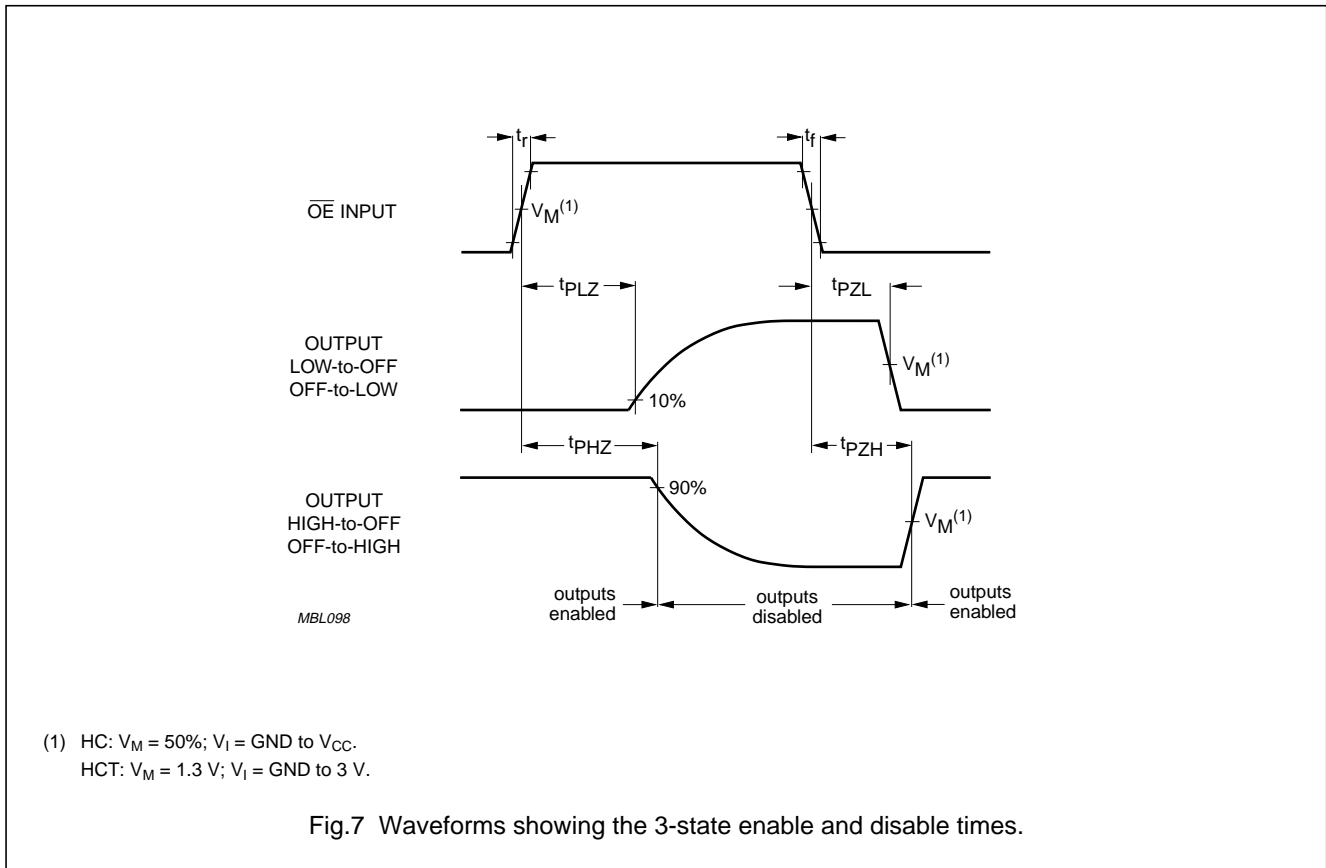 tr
tf
OE INPUT
VM(1)
tPLZ
tPZL
OUTPUT
LOW-to-OFF
OFF-to-LOW
VM(1)
10%
tPHZ
tPZH
OUTPUT
HIGH-to-OFF
OFF-to-HIGH
90%
VM(1)
outputs
enabled
outputs
disabled
outputs
enabled
MBL098
(1) HC: VM = 50%; VI = GND to VCC.
HCT: VM = 1.3 V; VI = GND to 3 V.
Fig.7 Waveforms showing the 3-state enable and disable times.